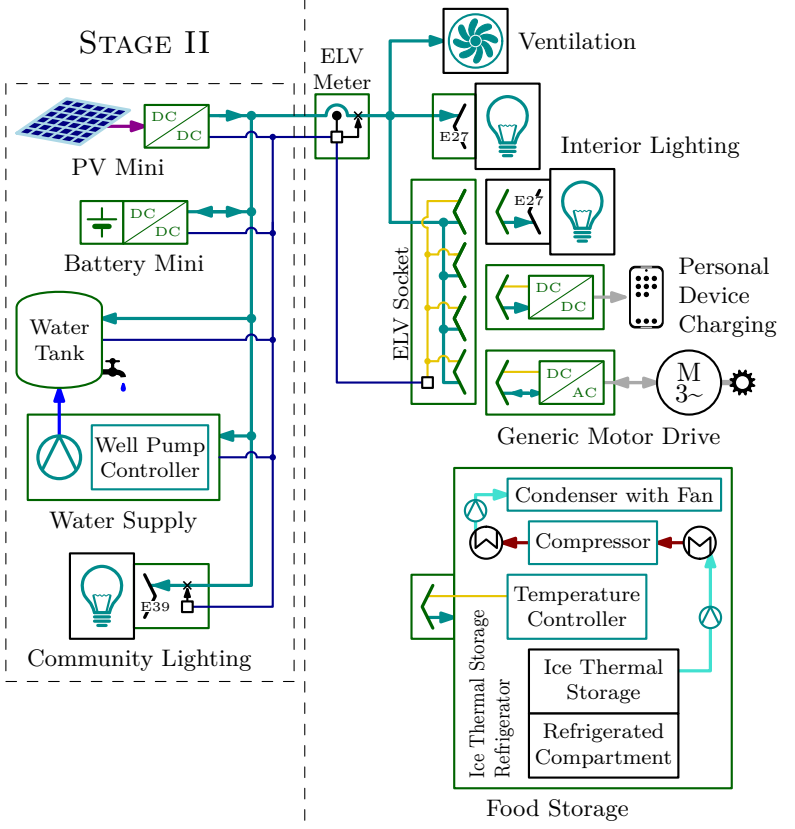 STAGE II
DC
DC
PV Mini
DC
DC
Battery Mini
Water
Tank
Well Pump
Controller
Water Supply
E39
Community Lighting
ELV
Meter
Ventilation
E27
Interior Lighting
E27
ELV Socket
DC
DC
Personal
Device
Charging
DC
AC
M
3~
Generic Motor Drive
Condenser with Fan
Compressor
Temperature
Controller
Ice Thermal Storage
Refrigerator
Ice Thermal
Storage
Refrigerated
Compartment
Food Storage